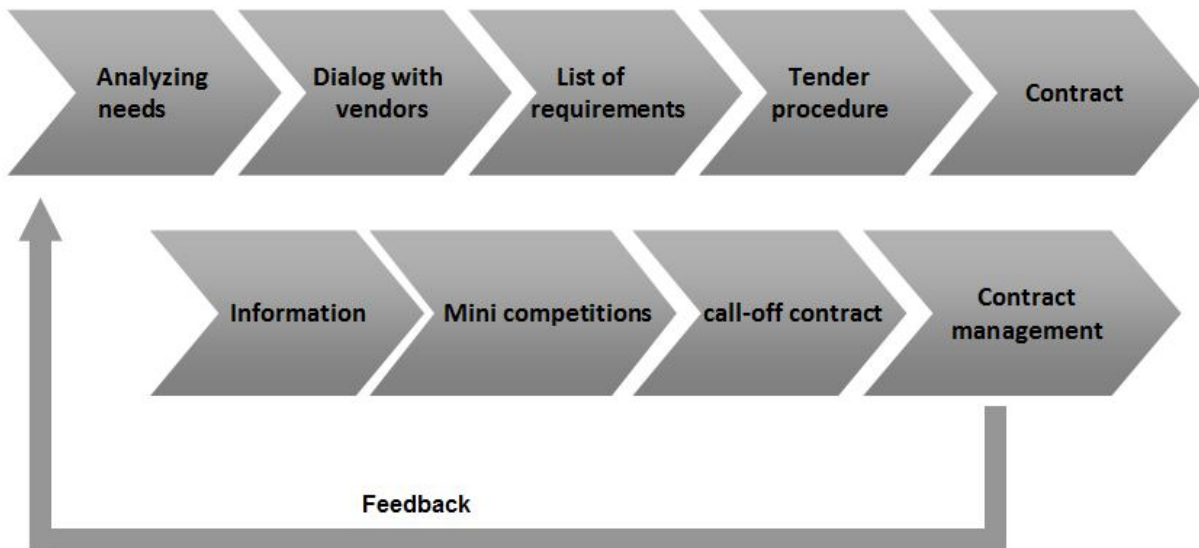 Analyzing
needs
Dialog with
vendors
List of
requirements
Tender
procedure
Contract
Information
Mini competitions
call-off contract
Contract
management
Feedback